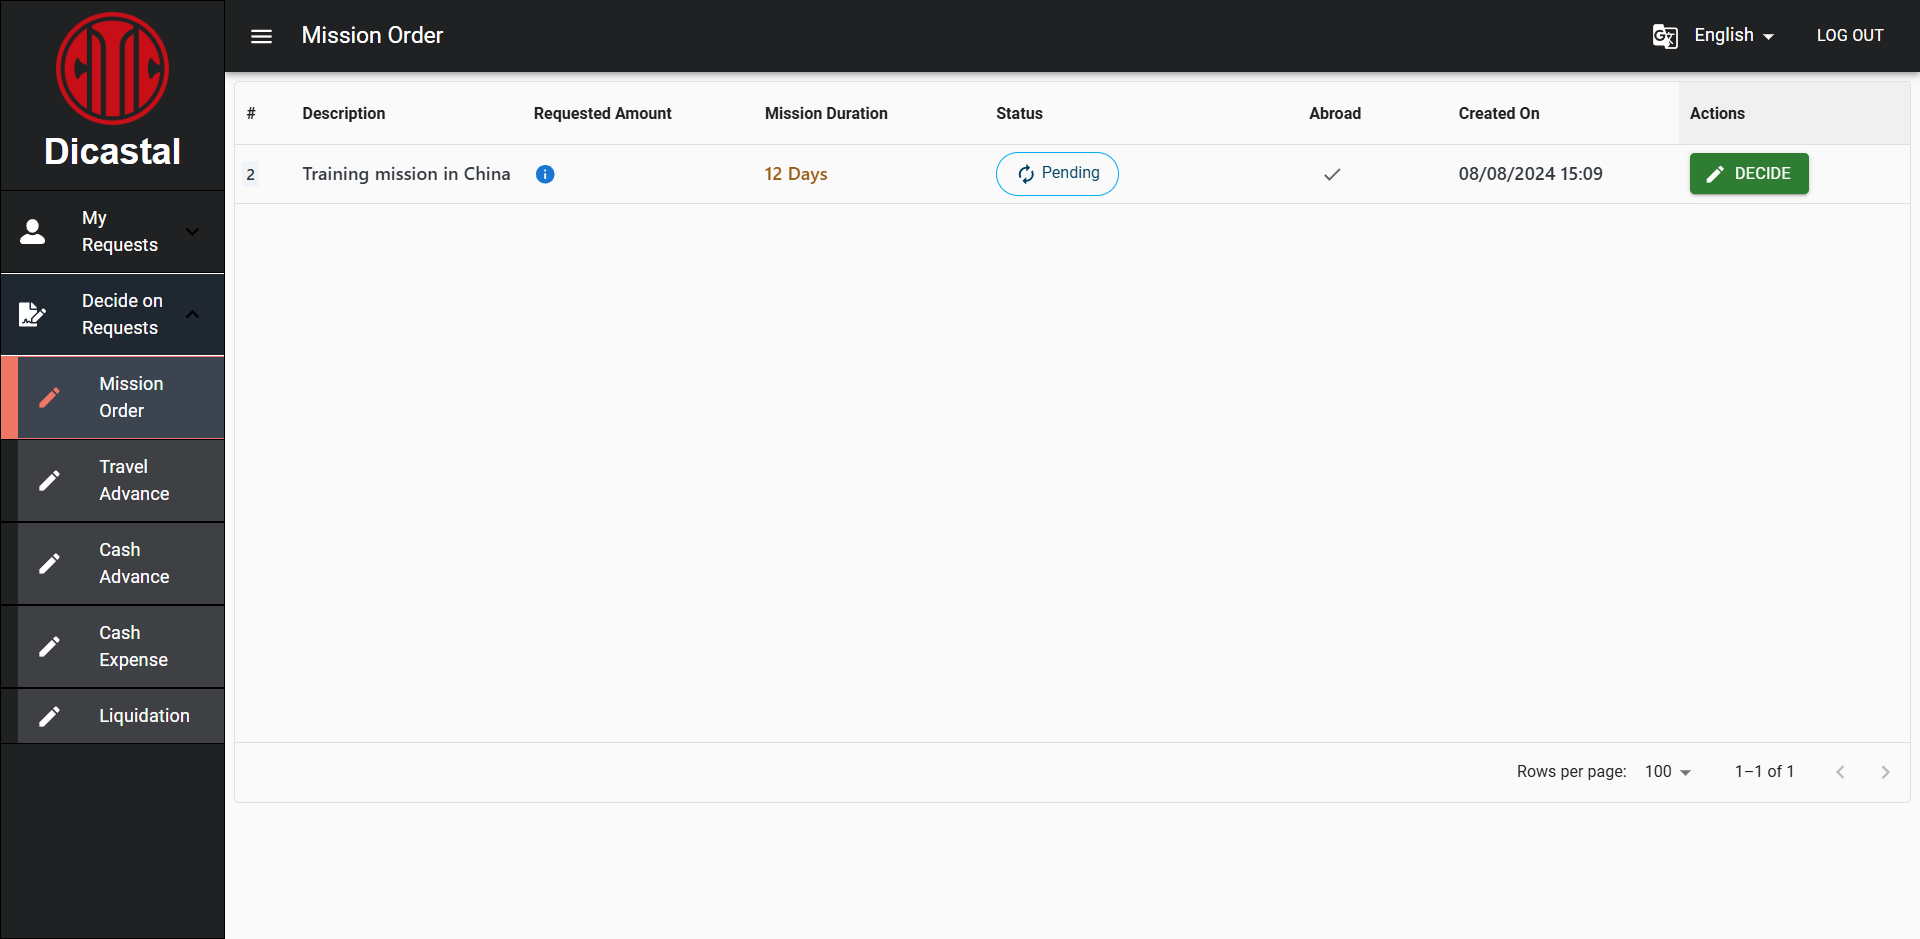 Dicastal
Mission Order
English
LOG OUT
My
Requests
Decide on
Requests
Mission
Order
Travel
Advance
Cash
Advance
Cash
Expense
Liquidation
# Description Requested Amount Mission Duration Status Abroad Created On Actions
2 Training mission in China 12 Days Pending 08/08/2024 15:09 DECIDE
Rows per page: 100 1–1 of 1